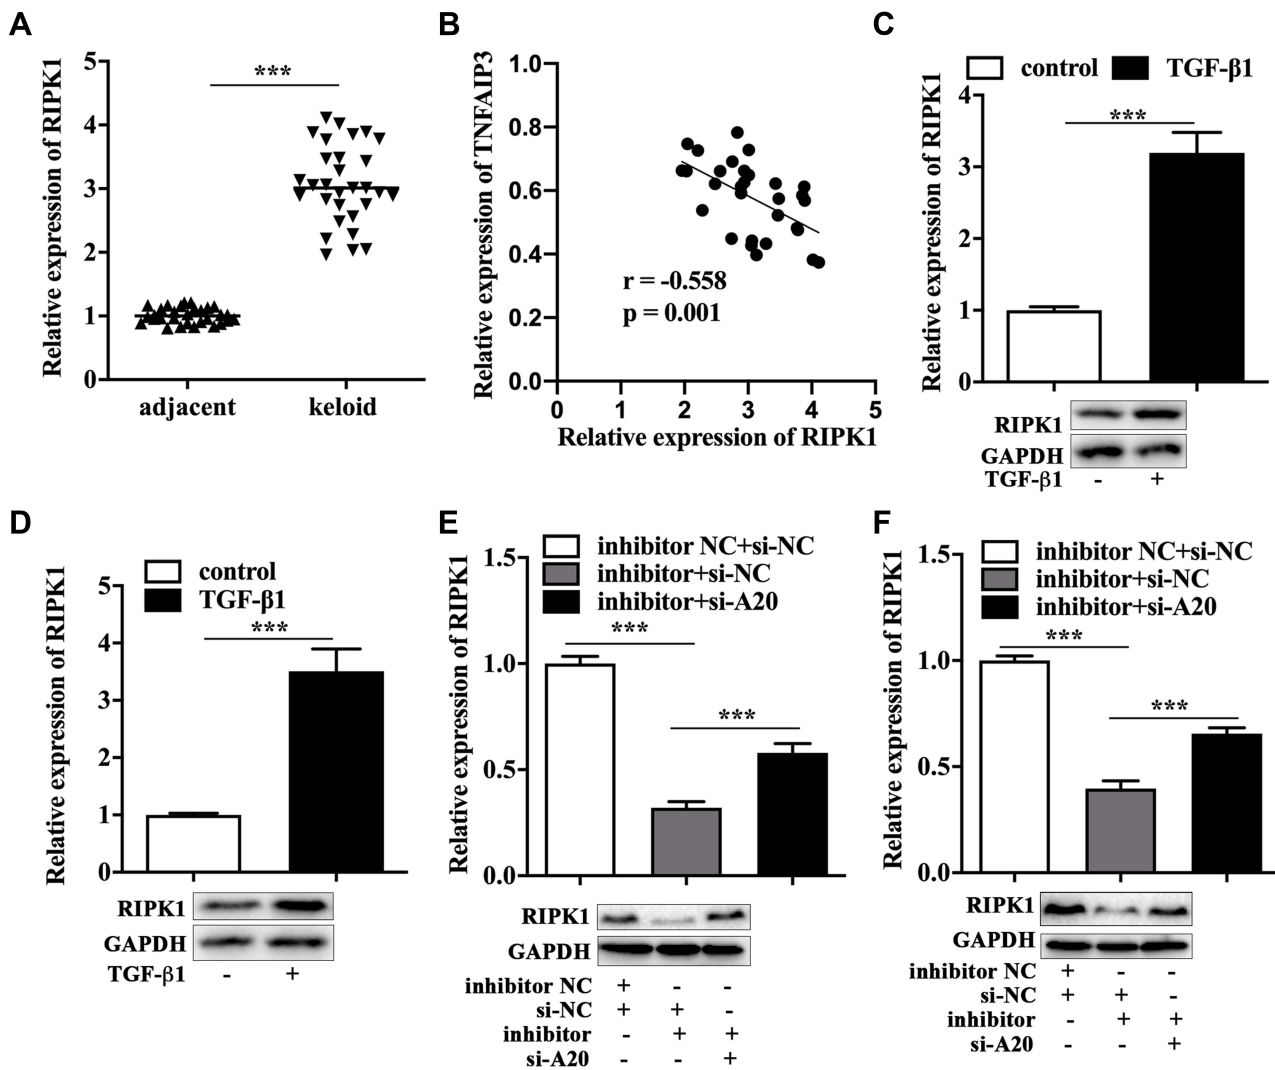 A
Relative expression of RIPK1
5
4
3
2
1
0
***
adjacent keloid
B
Relative expression of TNFAIP3
1.0
0.8
0.6
0.4
0.2
0.0
r = -0.558
p = 0.001
0 1 2 3 4 5
Relative expression of RIPK1
C
control TGF-β1
Relative expression of RIPK1
4
3
2
1
0
***
RIPK1
GAPDH
TGF-β1 - +
D
control
TGF-β1
Relative expression of RIPK1
5
4
3
2
1
0
***
RIPK1
GAPDH
TGF-β1 - +
E
inhibitor NC+si-NC
inhibitor+si-NC
inhibitor+si-A20
Relative expression of RIPK1
1.5
1.0
0.5
0.0
***
***
RIPK1
GAPDH
inhibitor NC + - -
si-NC + + -
inhibitor - + +
si-A20 - - +
F
inhibitor NC+si-NC
inhibitor+si-NC
inhibitor+si-A20
Relative expression of RIPK1
1.5
1.0
0.5
0.0
***
***
RIPK1
GAPDH
inhibitor NC + - -
si-NC + + -
inhibitor - + +
si-A20 - - +